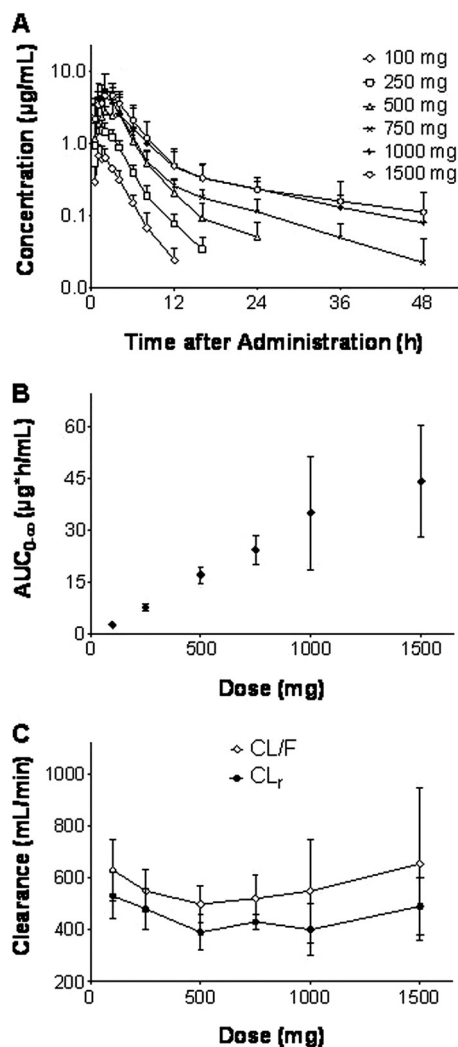 A
Concentration (µg/mL)
10.0
1.0
0.1
0.0
100 mg
250 mg
500 mg
750 mg
1000 mg
1500 mg
0 12 24 36 48
Time after Administration (h)
B
AUC0-∞ (µg*h/mL)
60
45
30
15
0
0 500 1000 1500
Dose (mg)
C
Clearance (mL/min)
CL/F
CLr
1000
800
600
400
200
0 500 1000 1500
Dose (mg)